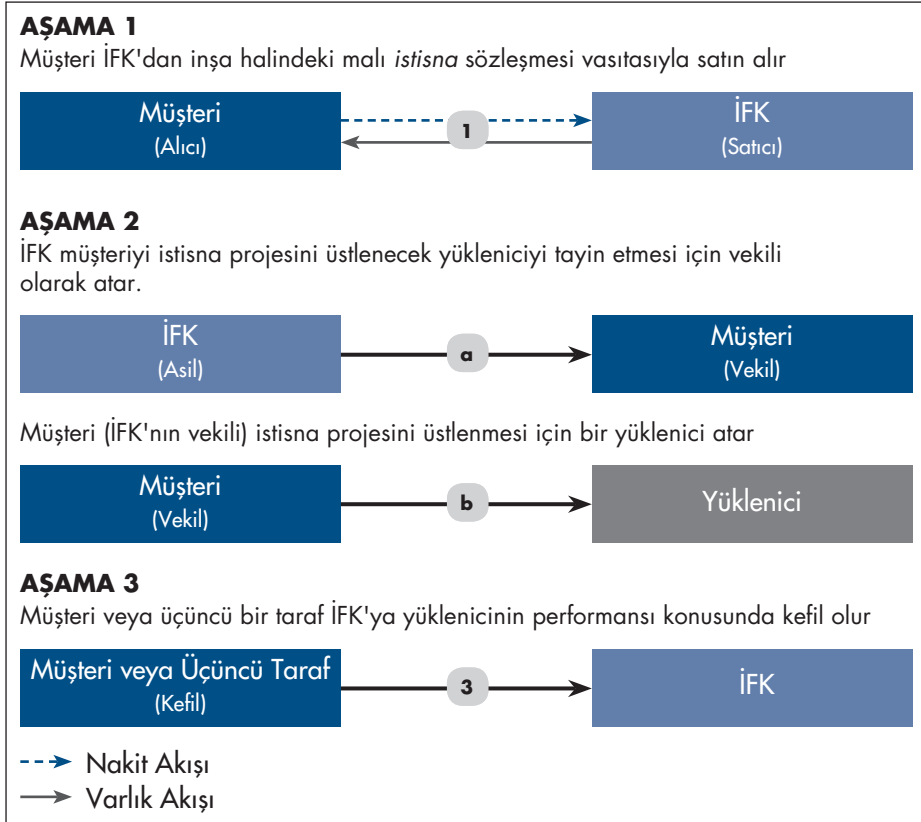 AŞAMA 1
Müşteri İFK'dan inşa halindeki malı istisna sözleşmesi vasıtasıyla satın alır
Müşteri
(Alıcı)
1
İFK
(Satıcı)
AŞAMA 2
İFK müşteriyi istisna projesini üstlenecek yükleniciyi tayin etmesi için vekili
olarak atar.
İFK
(Asil)
a
Müşteri
(Vekil)
Müşteri (İFK'nın vekili) istisna projesini üstlenmesi için bir yüklenici atar
Müşteri
(Vekil)
b
Yüklenici
AŞAMA 3
Müşteri veya üçüncü bir taraf İFK'ya yüklenicinin performansı konusunda kefil olur
Müşteri veya Üçüncü Taraf
(Kefil)
3
İFK
Nakit Akışı
Varlık Akışı